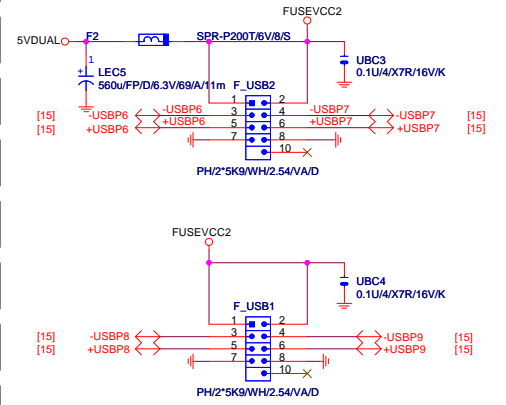 FUSEVCC2
5VDUAL F2 SPR-P200T/6V/8/S
1
+ LEC5
560u/FP/D/6.3V/69/A/11m
UBC3
0.1U/4/X7R/16V/K
F_USB2
1 2
[15] -USBP6 -USBP6 3 4 -USBP7 -USBP7 [15]
[15] +USBP6 +USBP6 5 6 +USBP7 +USBP7 [15]
7 8
10
PH/2*5K9/WH/2.54/VA/D
FUSEVCC2
UBC4
0.1U/4/X7R/16V/K
F_USB1
1 2
[15] -USBP8 3 4 -USBP9 [15]
[15] +USBP8 5 6 +USBP9 [15]
7 8
10
PH/2*5K9/WH/2.54/VA/D